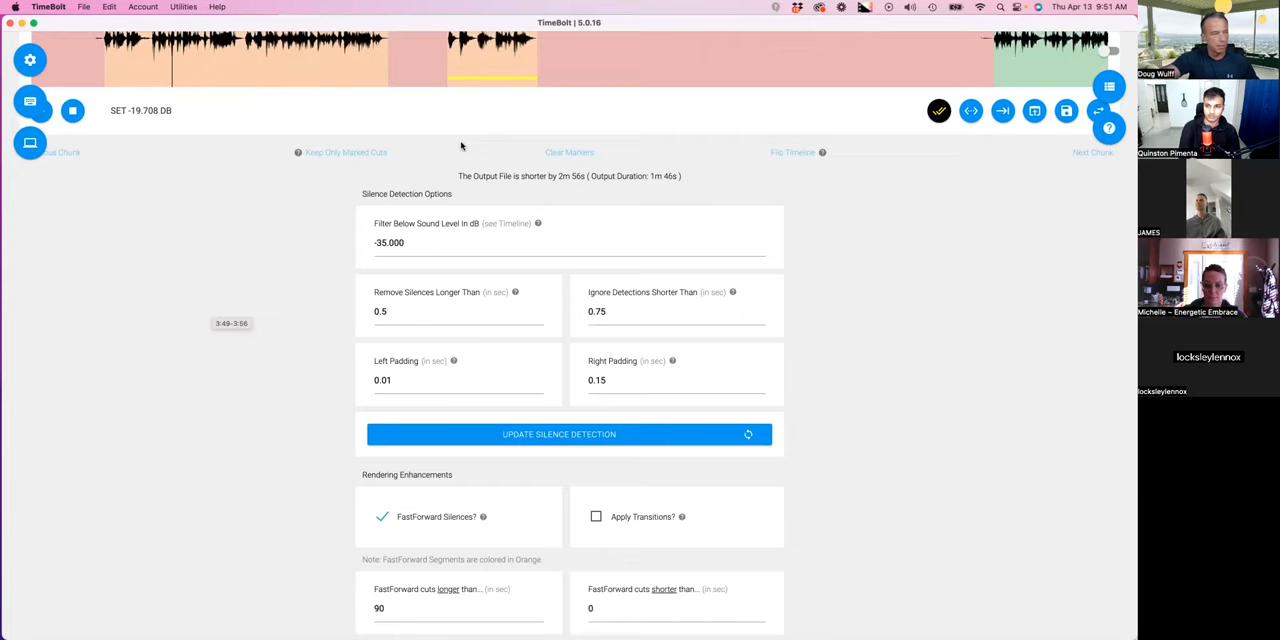 TimeBolt File Edit Account Utilities Help Thu Apr 13 9:51 AM
TimeBolt | 5.0.16
Doug Wulff
SET -19.708 DB
ous Chunk Keep Only Marked Cuts Clear Markers Flip Timeline Next Chunk
Quinston Pimenta
The Output File is shorter by 2m 56s ( Output Duration: 1m 46s )
Silence Detection Options
Filter Below Sound Level In dB (see Timeline)
JAMES
-35.000
Remove Silences Longer Than (in sec) Ignore Detections Shorter Than (in sec)
0.5 0.75
Michelle ~ Energetic Embrace
3:49-3:56
Left Padding (in sec) Right Padding (in sec)
locksleylennox
0.01 0.15
locksleylennox
UPDATE SILENCE DETECTION
Rendering Enhancements
FastForward Silences? Apply Transitions?
Note: FastForward Segments are colored in Orange.
FastForward cuts longer than... (in sec) FastForward cuts shorter than... (in sec)
90 0